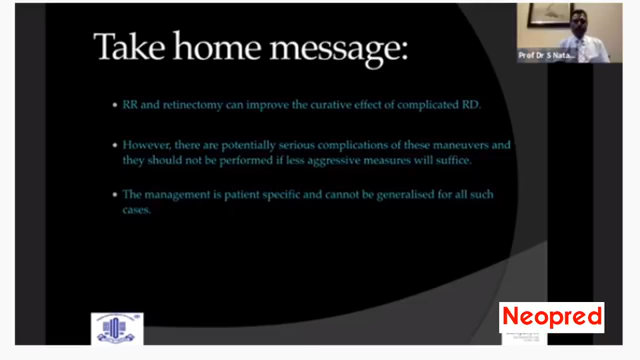 Take home message:
Prof Dr S Nata...
RR and retinectomy can improve the curative effect of complicated RD.
However, there are potentially serious complications of these maneuvers and
they should not be performed if less aggressive measures will suffice.
The management is patient specific and cannot be generalised for all such
cases.
Neopred